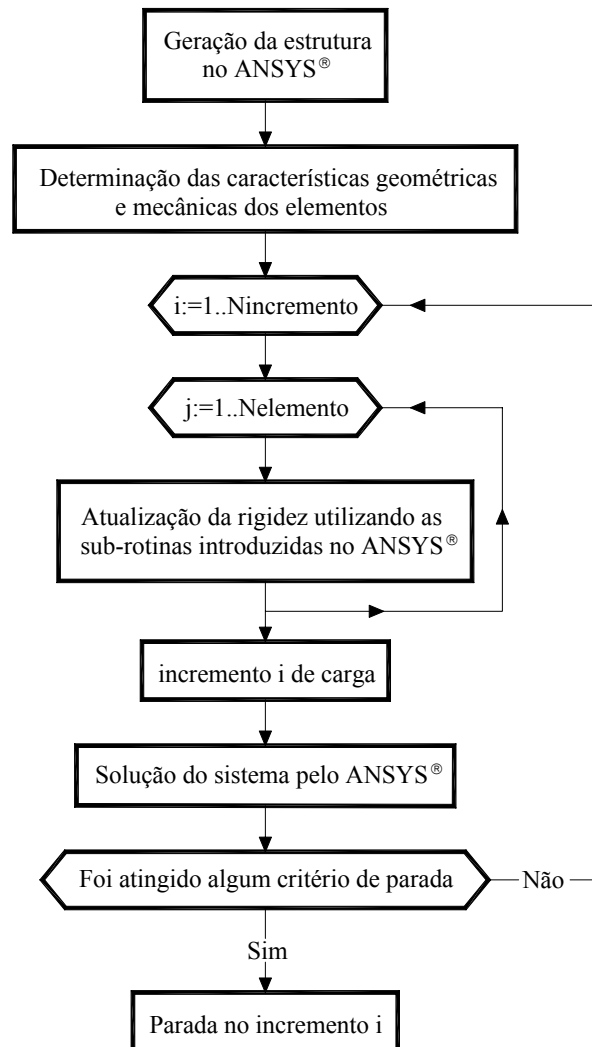 Geração da estrutura
no ANSYS®
Determinação das característícas geométricas
e mecânicas dos elementos
i:=1..Nincremento
j:=1..Nelemento
Atualização da rigidez utilizando as
sub-rotinas introduzidas no ANSYS®
incremento i de carga
Solução do sistema pelo ANSYS®
Foi atingido algum critério de parada
Não
Sim
Parada no incremento i